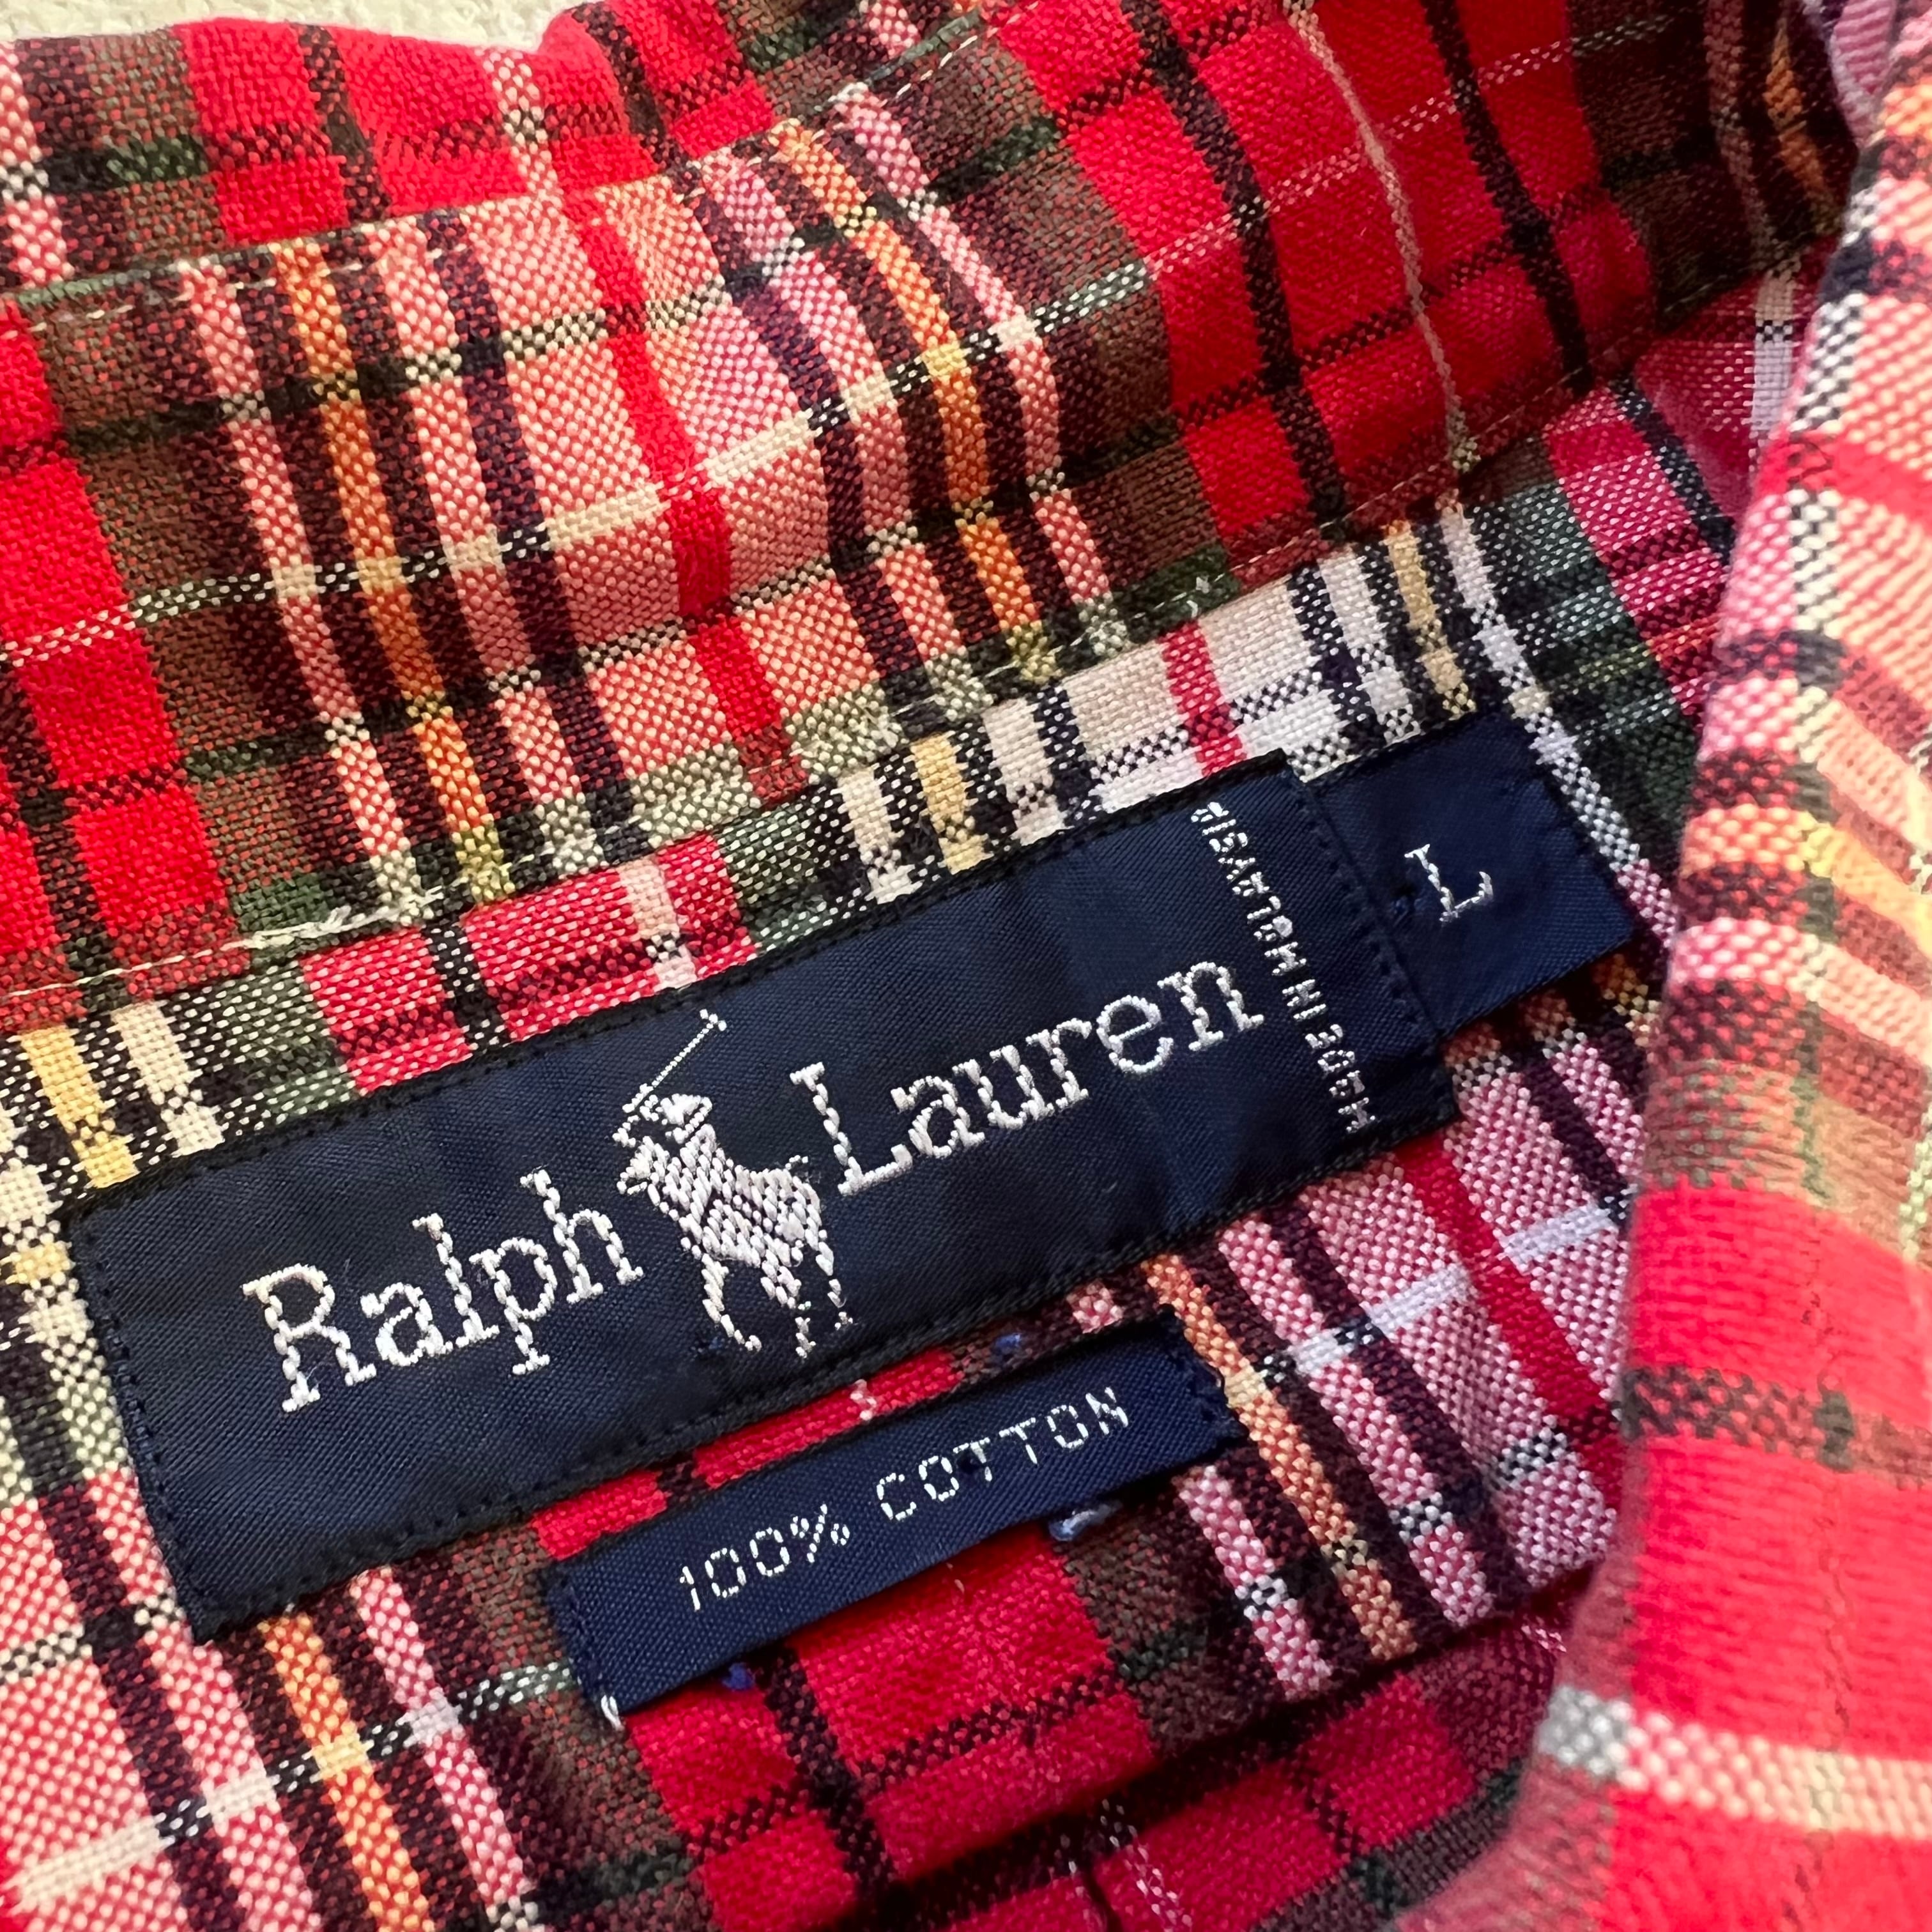 Ralph Lauren
MADE IN MALAYSIA
L
100% COTTON